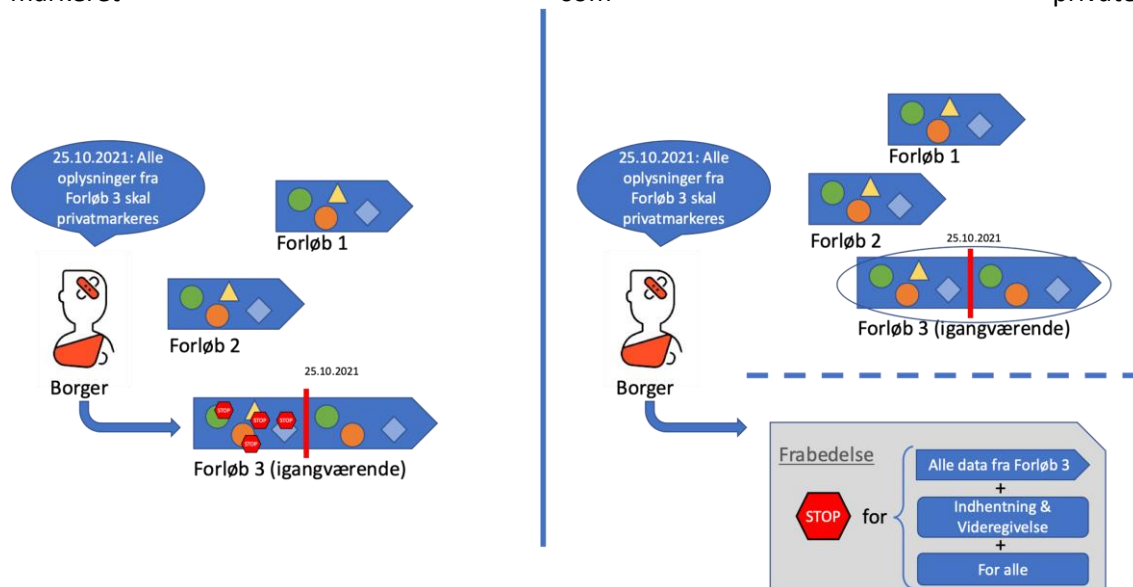 markeret som private
25.10.2021: Alle
oplysninger fra
Forløb 3 skal
privatmarkeres
Forløb 1
Forløb 2
Borger
25.10.2021
STOP
STOP
STOP
STOP
Forløb 3 (igangværende)
25.10.2021: Alle
oplysninger fra
Forløb 3 skal
privatmarkeres
Forløb 1
Forløb 2
25.10.2021
Forløb 3 (igangværende)
Borger
Frabedelse
STOP
for
Alle data fra Forløb 3
+
Indhentning &
Videregivelse
+
For alle